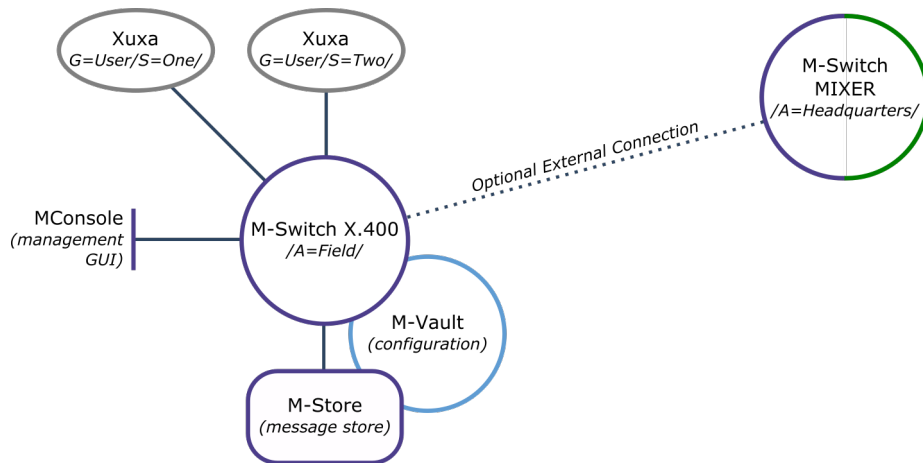 Xuxa
G=User/S=One/
Xuxa
G=User/S=Two/
M-Switch
MIXER
/A=Headquarters/
Optional External Connection
MConsole
(management
GUI)
M-Switch X.400
/A=Field/
M-Vault
(configuration)
M-Store
(message store)